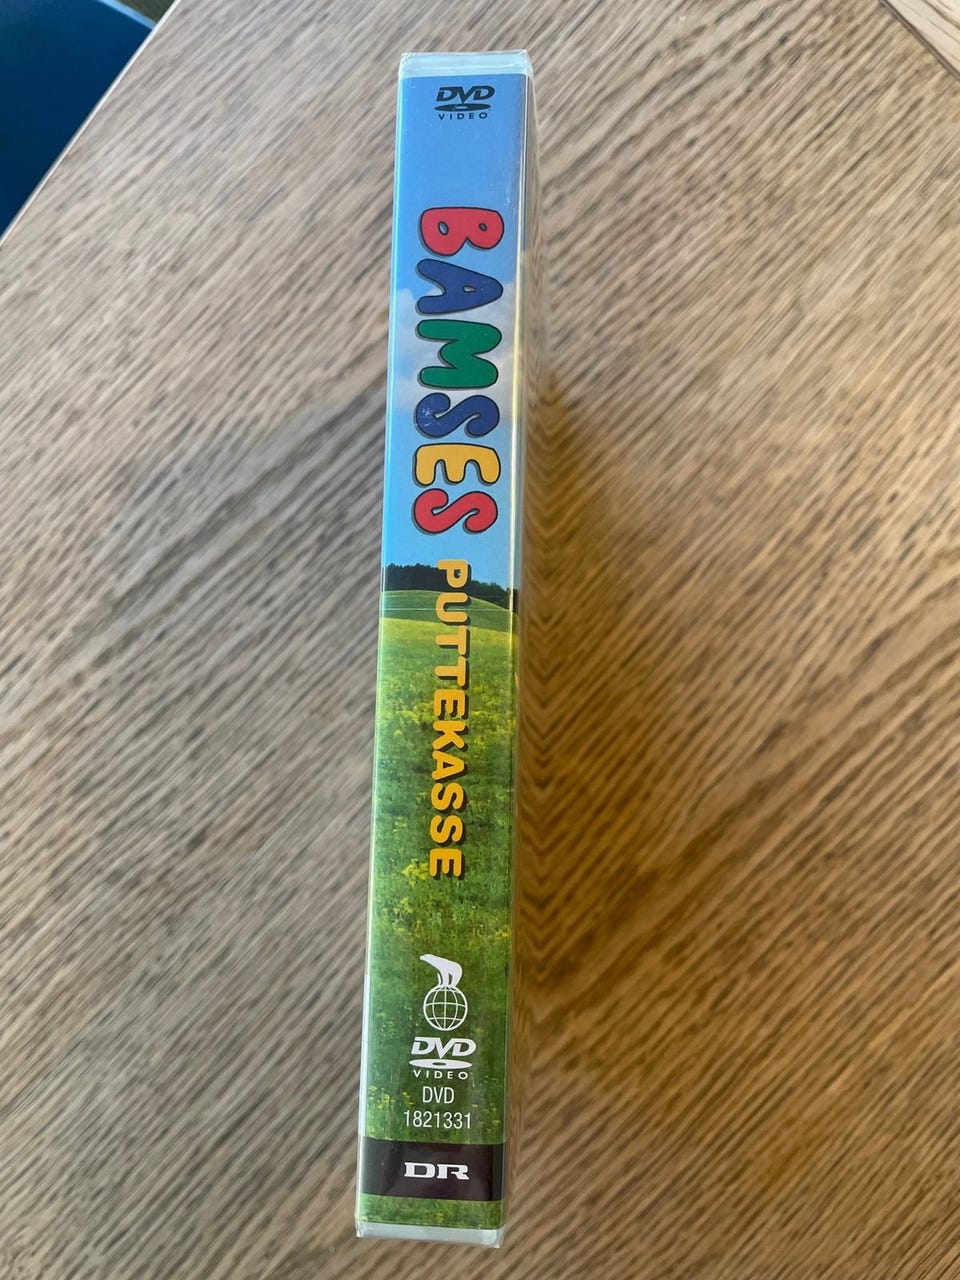 DVD
VIDEO
BAMSES
PUTTEKASSE
DVD
VIDEO
DVD
1821331
DR